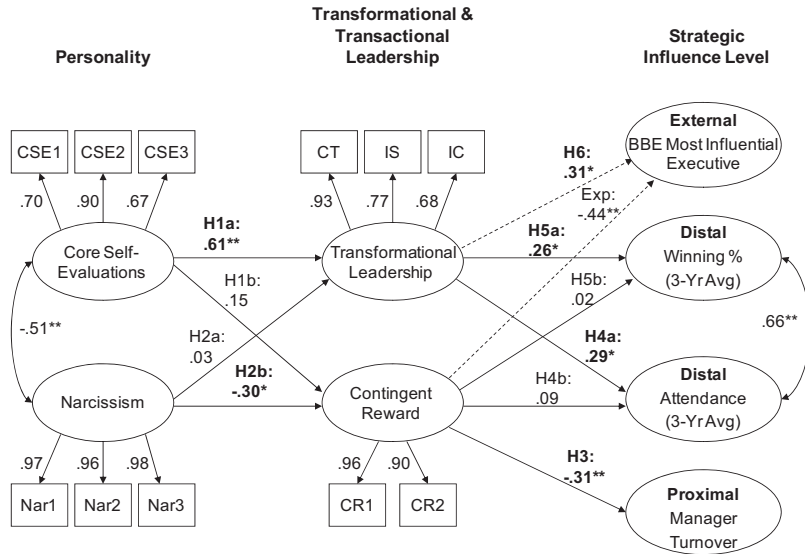 Personality
Transformational &
Transactional
Leadership
Strategic
Influence Level
CSE1
CSE2
CSE3
.70
.90
.67
Core Self-
Evaluations
-.51**
Narcissism
.97
.96
.98
Nar1
Nar2
Nar3
H1a:
.61**
H1b:
.15
H2a:
.03
H2b:
-.30*
CT
IS
IC
.93
.77
.68
Transformational
Leadership
Contingent
Reward
.96
.90
CR1
CR2
H6:
.31*
Exp:
-.44**
H5a:
.26*
H5b:
.02
H4a:
.29*
H4b:
.09
H3:
-.31**
External
BBE Most Influential
Executive
Distal
Winning %
(3-Yr Avg)
.66**
Distal
Attendance
(3-Yr Avg)
Proximal
Manager
Turnover